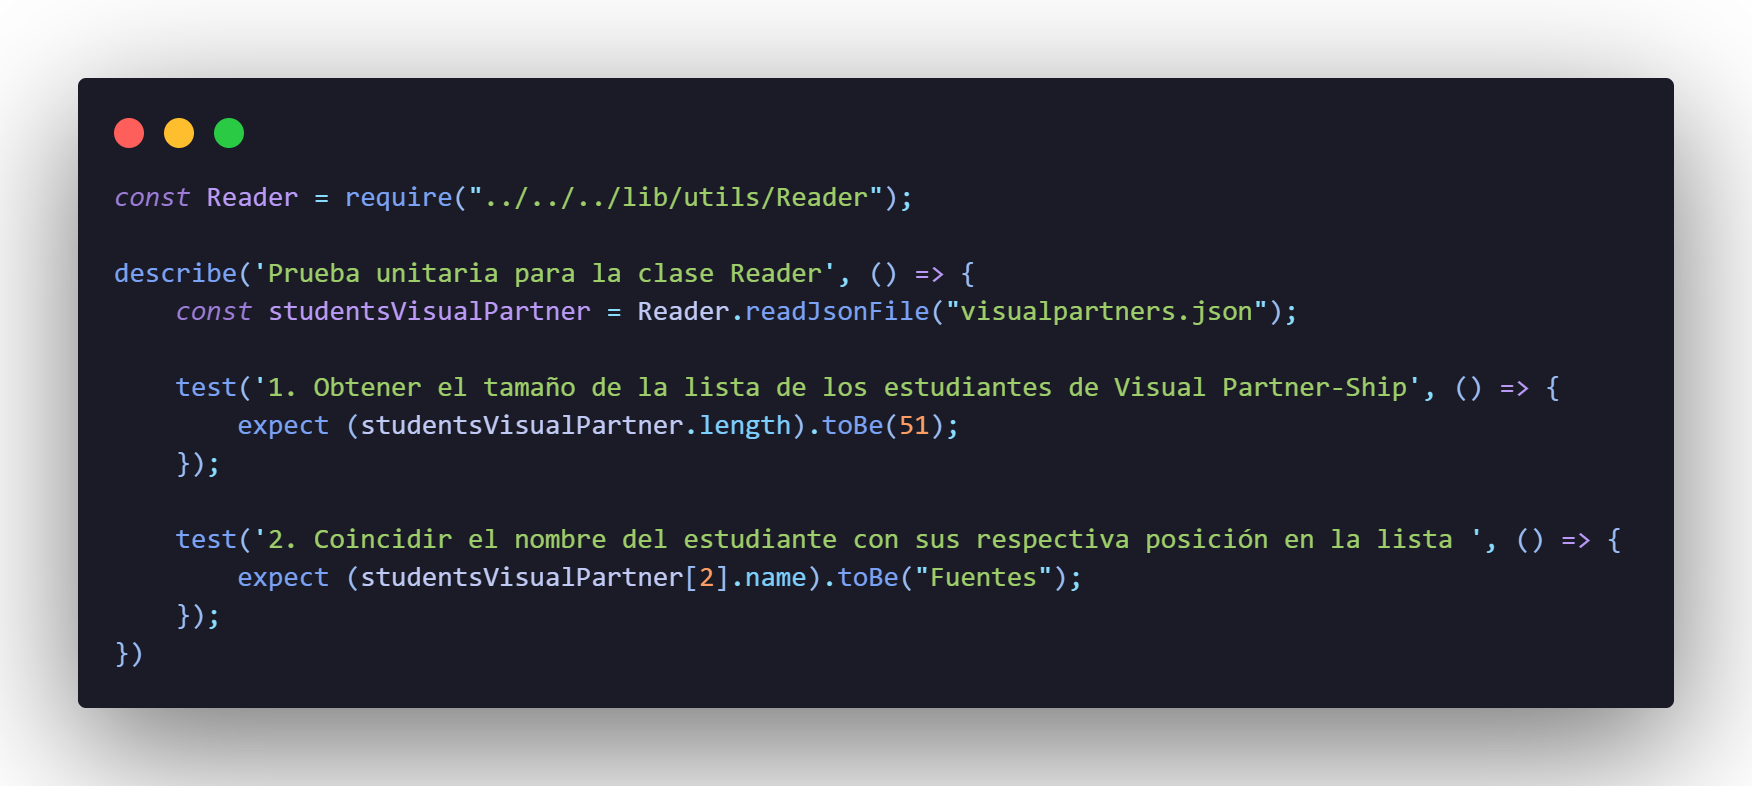 const Reader = require("../../../lib/utils/Reader");
describe('Prueba unitaria para la clase Reader', () => {
    const studentsVisualPartner = Reader.readJsonFile("visualpartners.json");
    test('1. Obtener el tamaño de la lista de los estudiantes de Visual Partner-Ship', () => {
        expect (studentsVisualPartner.length).toBe(51);
    });
    test('2. Coincidir el nombre del estudiante con sus respectiva posición en la lista ', () => {
        expect (studentsVisualPartner[2].name).toBe("Fuentes");
    });
})